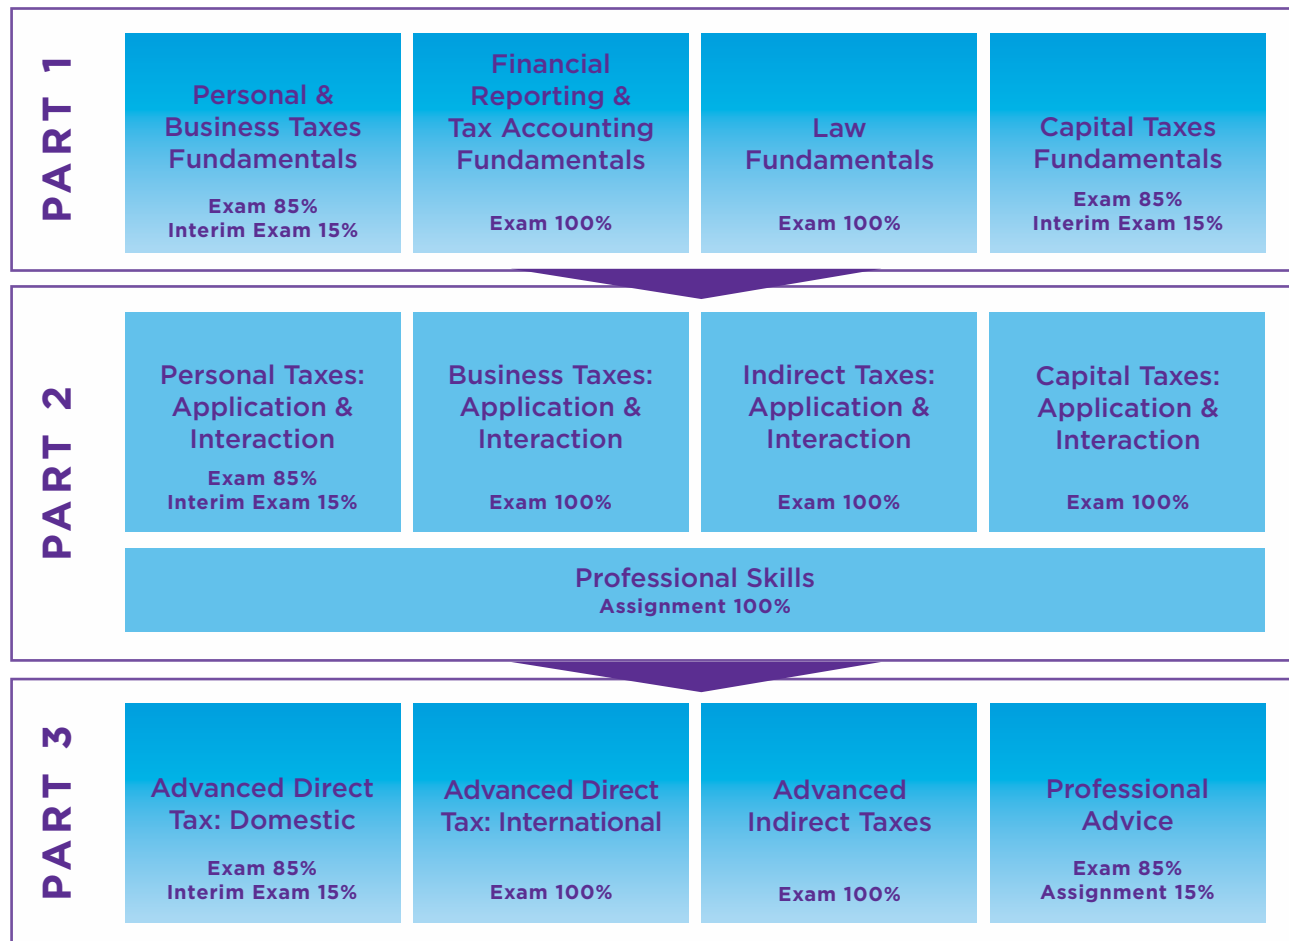 PART 1
Personal &
Business Taxes
Fundamentals
Exam 85%
Interim Exam 15%
Financial
Reporting &
Tax Accounting
Fundamentals
Exam 100%
Law
Fundamentals
Exam 100%
Capital Taxes
Fundamentals
Exam 85%
Interim Exam 15%
PART 2
Personal Taxes:
Application &
Interaction
Exam 85%
Interim Exam 15%
Business Taxes:
Application &
Interaction
Exam 100%
Indirect Taxes:
Application &
Interaction
Exam 100%
Capital Taxes:
Application &
Interaction
Exam 100%
Professional Skills
Assignment 100%
PART 3
Advanced Direct
Tax: Domestic
Exam 85%
Interim Exam 15%
Advanced Direct
Tax: International
Exam 100%
Advanced
Indirect Taxes
Exam 100%
Professional
Advice
Exam 85%
Assignment 15%